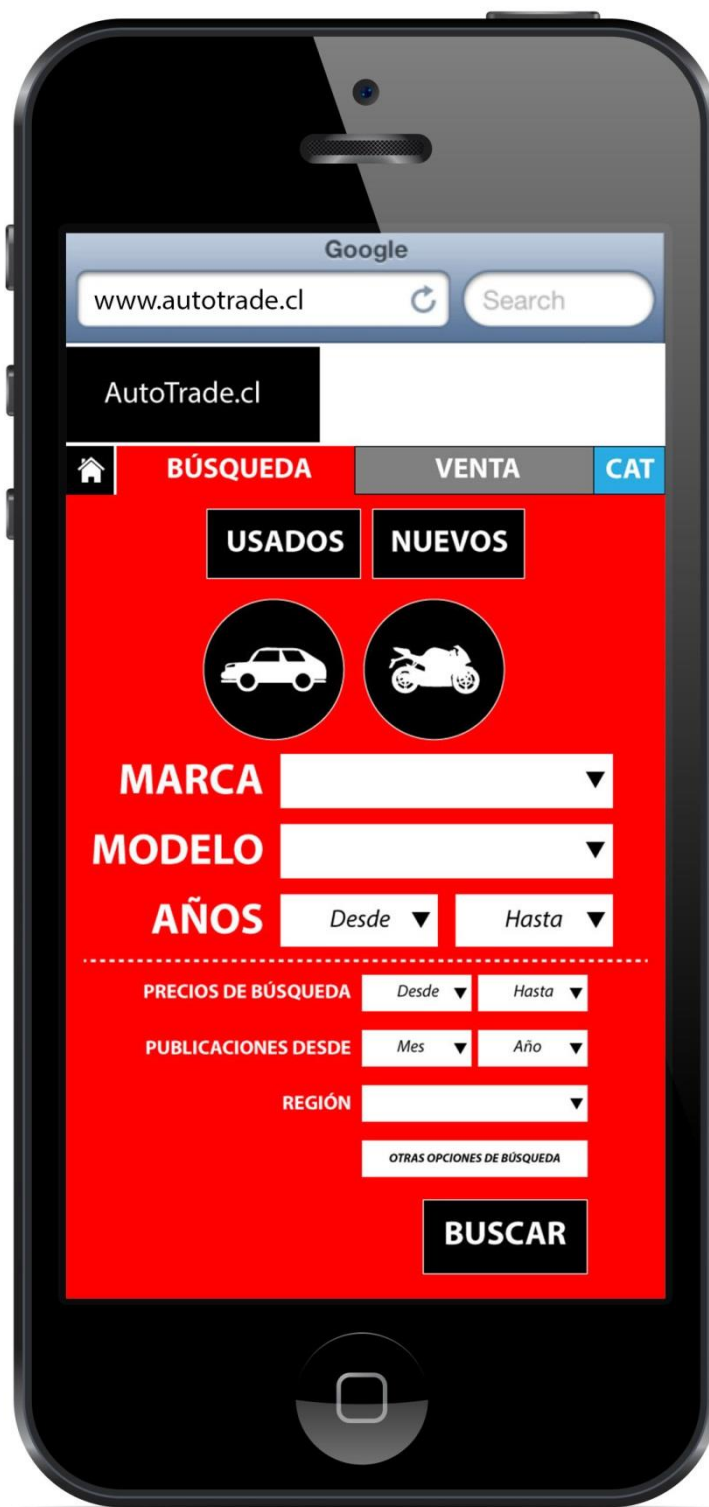 Google
www.autotrade.cl Search
AutoTrade.cl
BÚSQUEDA VENTA CAT
USADOS NUEVOS
MARCA
MODELO
AÑOS Desde Hasta
PRECIOS DE BÚSQUEDA Desde Hasta
PUBLICACIONES DESDE Mes Año
REGIÓN
OTRAS OPCIONES DE BÚSQUEDA
BUSCAR